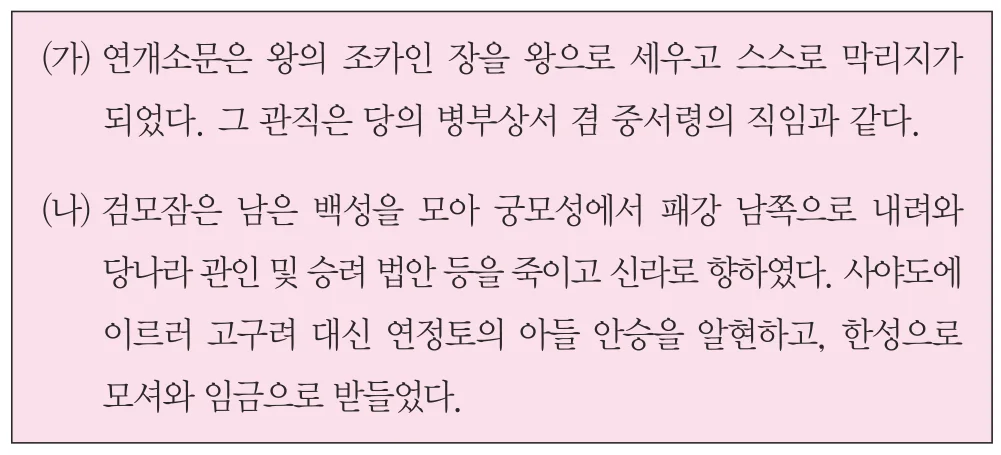 (가) 연개소문은 왕의 조카인 장을 왕으로 세우고 스스로 막리지가
되었다. 그 관직은 당의 병부상서 겸 중서령의 직임과 같다.
(나) 검모잠은 남은 백성을 모아 궁모성에서 패강 남쪽으로 내려와
당나라 관인 및 승려 법안 등을 죽이고 신라로 향하였다. 사야도에
이르러 고구려 대신 연정토의 아들 안승을 알현하고, 한성으로
모셔와 임금으로 받들었다.